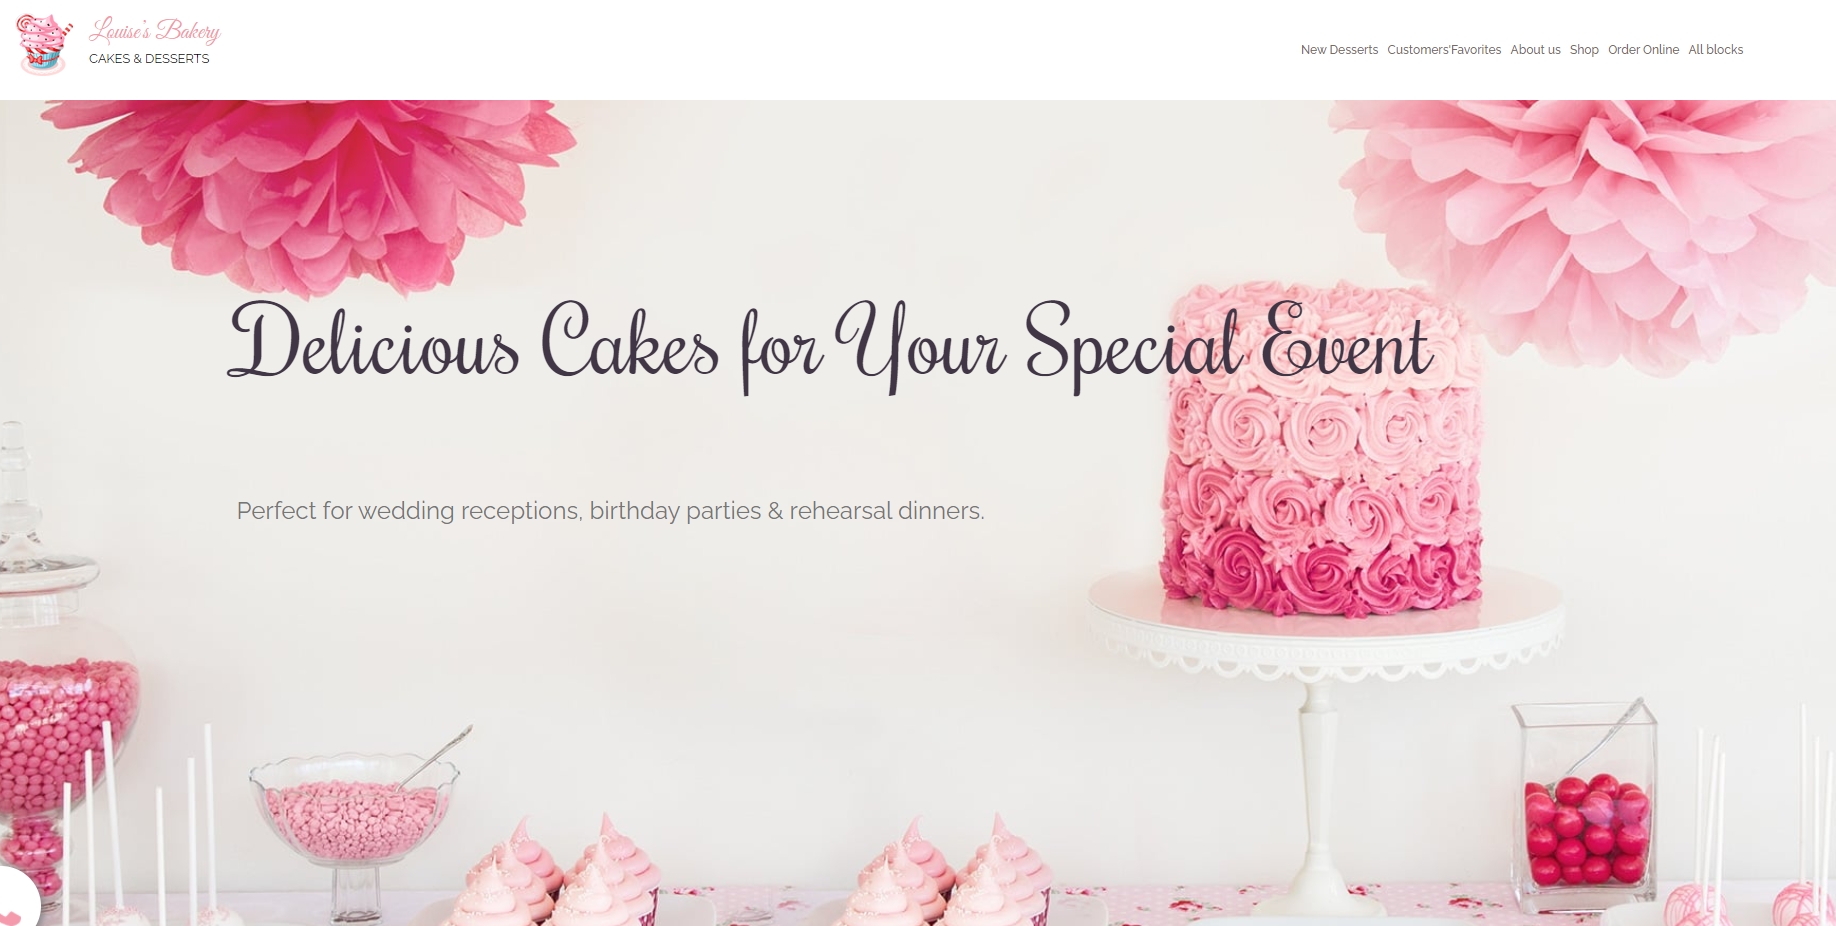 Louise's Bakery
CAKES & DESSERTS
New Desserts Customers'Favorites About us Shop Order Online All blocks
Delicious Cakes for Your Special Event
Perfect for wedding receptions, birthday parties & rehearsal dinners.